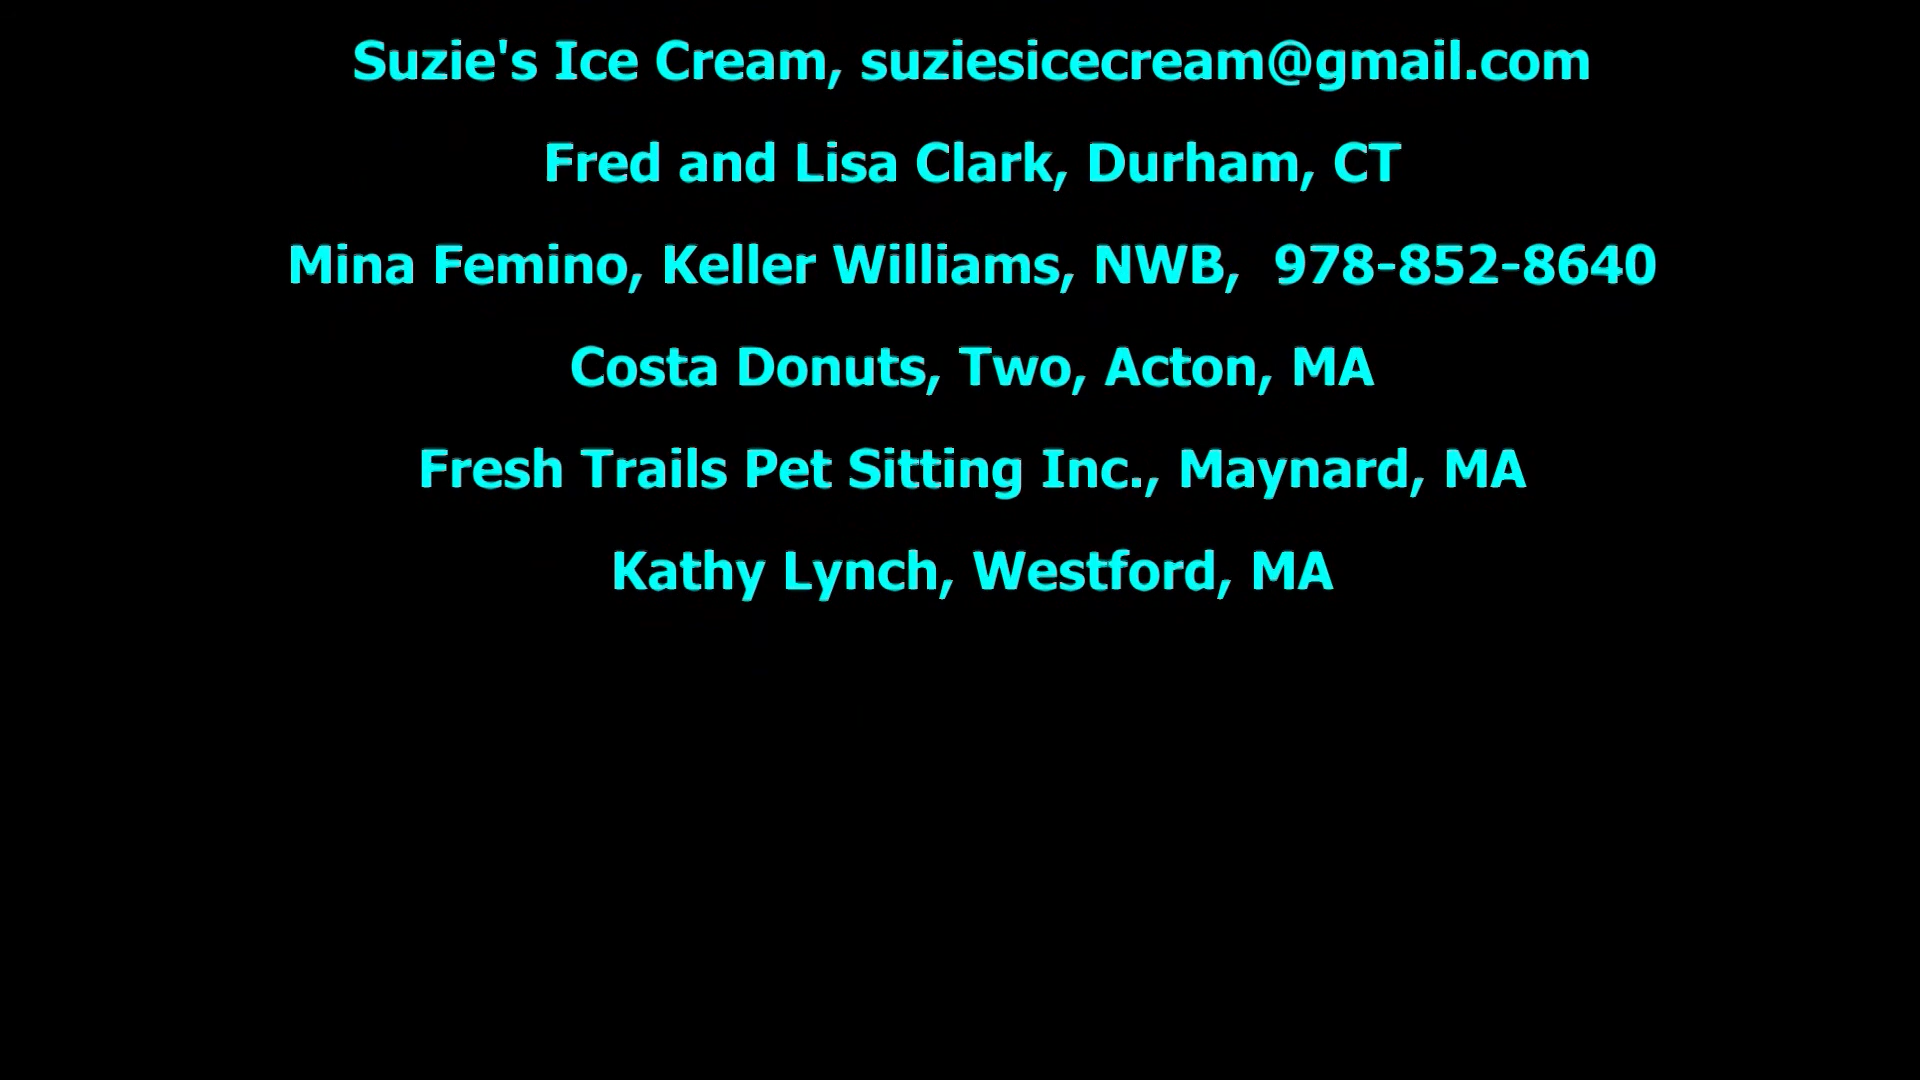 Suzie's Ice Cream, suziesicecream@gmail.com
Fred and Lisa Clark, Durham, CT
Mina Femino, Keller Williams, NWB,  978-852-8640
Costa Donuts, Two, Acton, MA
Fresh Trails Pet Sitting Inc., Maynard, MA
Kathy Lynch, Westford, MA